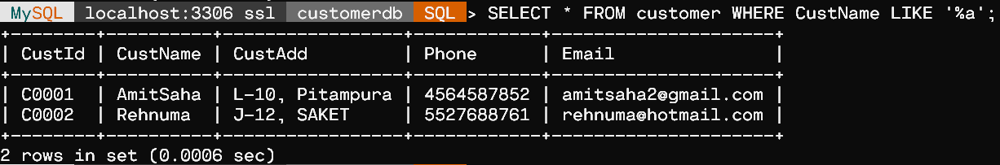 MySQL localhost:3306 ssl customerdb SQL > SELECT * FROM customer WHERE CustName LIKE '%a';
+--------+----------+-----------------+------------+---------------------+
| CustId | CustName | CustAdd         | Phone      | Email               |
+--------+----------+-----------------+------------+---------------------+
| C0001  | AmitSaha | L-10, Pitampura | 4564587852 | amitsaha2@gmail.com |
| C0002  | Rehnuma  | J-12, SAKET     | 5527688761 | rehnuma@hotmail.com |
+--------+----------+-----------------+------------+---------------------+
2 rows in set (0.0006 sec)